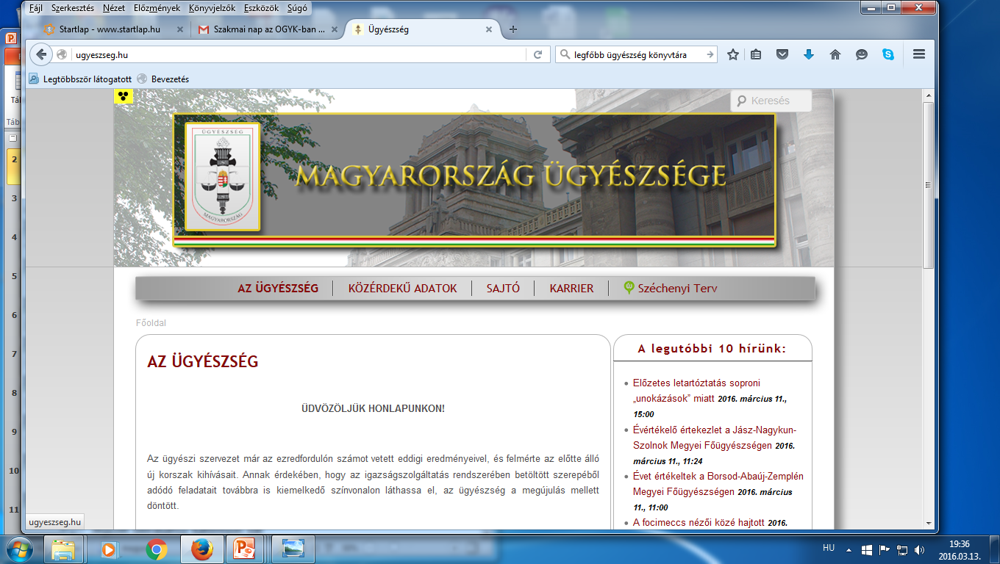 Fájl Szerkesztés Nézet Előzmények Könyvjelzők Eszközök Súgó
Startlap - www.startlap.hu
Szakmai nap az OGYK-ban ...
Ügyészség
ugyeszseg.hu
legfőbb ügyészség könyvtára
Legtöbbször látogatott Bevezetés
Keresés
ÜGYÉSZSÉG
MAGYARORSZÁG
MAGYARORSZÁG ÜGYÉSZSÉGE
AZ ÜGYÉSZSÉG KÖZÉRDEKŰ ADATOK SAJTÓ KARRIER Széchenyi Terv
Főoldal
AZ ÜGYÉSZSÉG
ÜDVÖZÖLJÜK HONLAPUNKON!
Az ügyészi szervezet már az ezredfordulón számot vetett eddigi eredményeivel, és felmérte az előtte álló
új korszak kihívásait. Annak érdekében, hogy az igazságszolgáltatás rendszerében betöltött szerepéből
adódó feladatait továbbra is kiemelkedő színvonalon láthassa el, az ügyészség a megújulás mellett
döntött.
A legutóbbi 10 hírünk:
Előzetes letartóztatás soproni
„unokázások” miatt 2016. március 11.,
15:00
Évértékelő értekezlet a Jász-Nagykun-
Szolnok Megyei Főügyészségen 2016.
március 11., 11:24
Évet értékeltek a Borsod-Abaúj-Zemplén
Megyei Főügyészségen 2016. március
11., 11:00
A focimeccs nézői közé hajtott 2016.
ugyeszseg.hu
Táb
2
3
4
5
6
7
8
9
10
11
HU
19:36
2016.03.13.